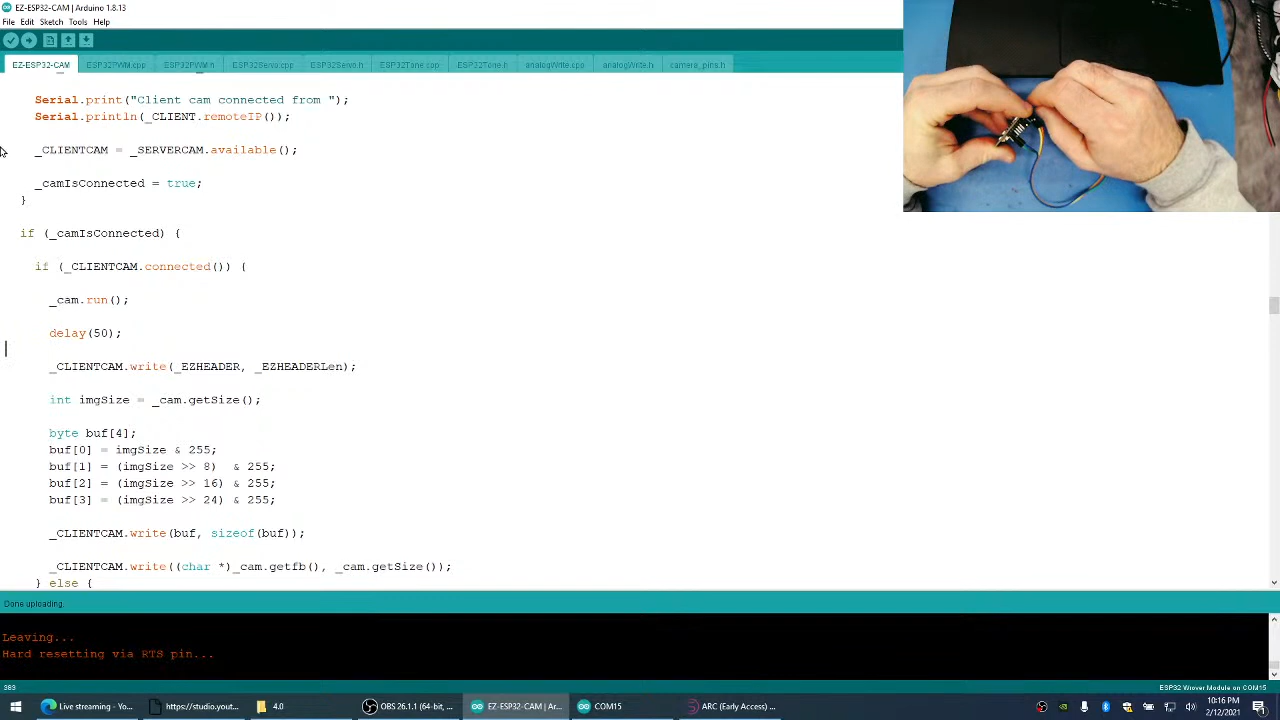 EZ-ESP32-CAM | Arduino 1.8.13
File Edit Sketch Tools Help
EZ-ESP32-CAM ESP32PWM.cpp ESP32PWM.h ESP32Servo.cpp ESP32Servo.h ESP32Tone.cpp ESP32Tone.h analogWrite.cpp analogWrite.h camera_pins.h
Serial.print("Client cam connected from ");
Serial.println(_CLIENT.remoteIP());
_CLIENTCAM = _SERVERCAM.available();
_camIsConnected = true;
}
if (_camIsConnected) {
if (_CLIENTCAM.connected()) {
_cam.run();
delay(50);
_CLIENTCAM.write(_EZHEADER, _EZHEADERLen);
int imgSize = _cam.getSize();
byte buf[4];
buf[0] = imgSize & 255;
buf[1] = (imgSize >> 8)  & 255;
buf[2] = (imgSize >> 16) & 255;
buf[3] = (imgSize >> 24) & 255;
_CLIENTCAM.write(buf, sizeof(buf));
_CLIENTCAM.write((char *)_cam.getfb(), _cam.getSize());
} else {
Done uploading.
Leaving...
Hard resetting via RTS pin...
383 ESP32 Wrover Module on COM15
Live streaming - Yo... https://studio.yout... 4.0 OBS 26.1.1 (64-bit, ... EZ-ESP32-CAM | Ar... COM15 ARC (Early Access) ... 10:16 PM
2/12/2021